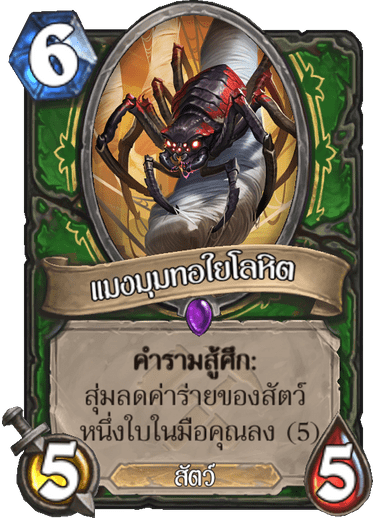 6
แมงมุมทอใยโลหิต
คำรามสู้ศึก:
สุ่มลดค่าร่ายของสัตว์
หนึ่งใบในมือคุณลง (5)
5
สัตว์
5